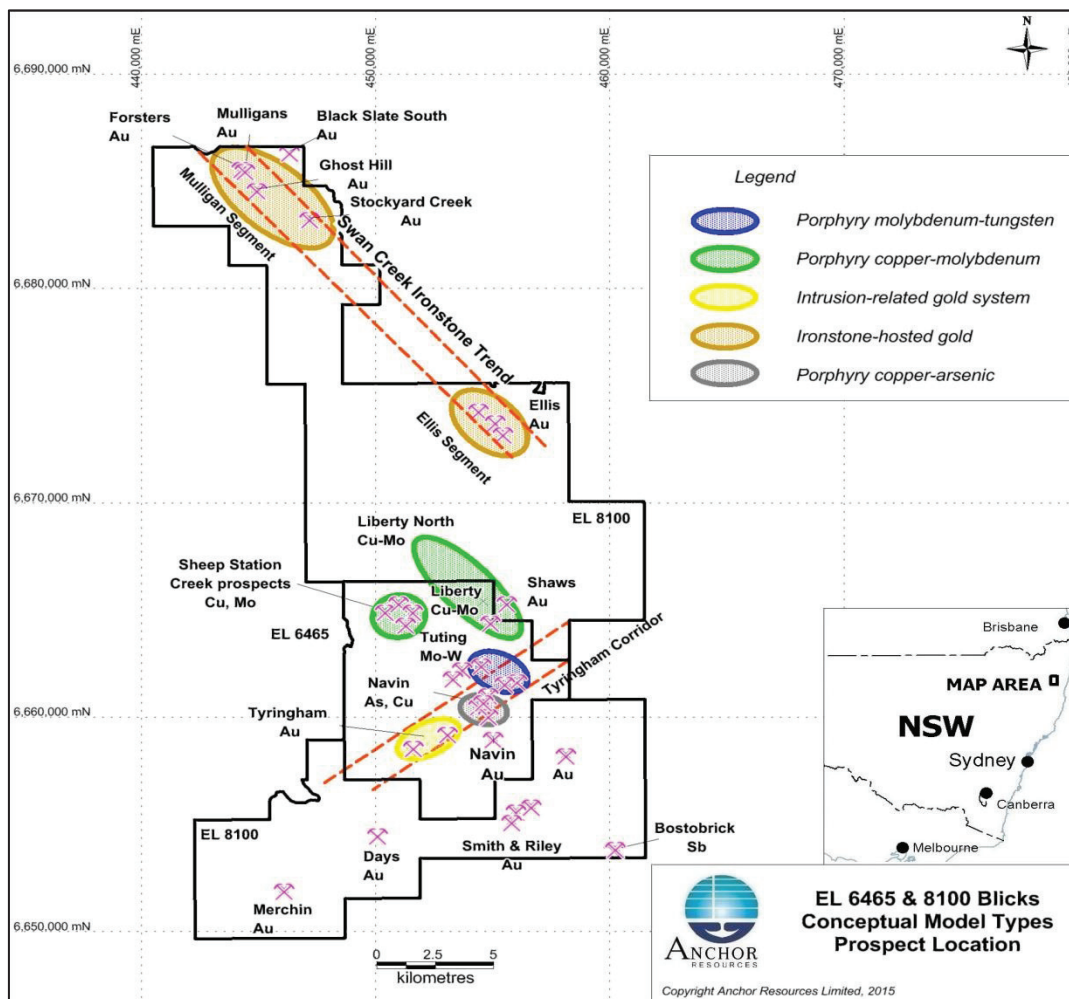 440,000 mE
450,000 mE
460,000 mE
470,000 mE
N
6,690,000 mN
Forsters
Au
Mulligans
Au
Black Slate South
Au
Ghost Hill
Au
Stockyard Creek
Au
Mulligan Segment
Swan Creek Ironstone Trend
6,680,000 mN
Ellis
Au
Ellis Segment
6,670,000 mN
EL 8100
Liberty North
Cu-Mo
Sheep Station
Creek prospects
Cu, Mo
Liberty
Cu-Mo
Shaws
Au
EL 6465
Tuting
Mo-W
Tyringham Corridor
Navin
As, Cu
6,660,000 mN
Tyringham
Au
Navin
Au
Au
EL 8100
Days
Au
Smith & Riley
Au
Bostobrick
Sb
Merchin
Au
6,650,000 mN
0 2.5 5
kilometres
Legend
Porphyry molybdenum-tungsten
Porphyry copper-molybdenum
Intrusion-related gold system
Ironstone-hosted gold
Porphyry copper-arsenic
Brisbane
MAP AREA
NSW
Sydney
Canberra
Melbourne
ANCHOR
RESOURCES
EL 6465 & 8100 Blicks
Conceptual Model Types
Prospect Location
Copyright Anchor Resources Limited, 2015